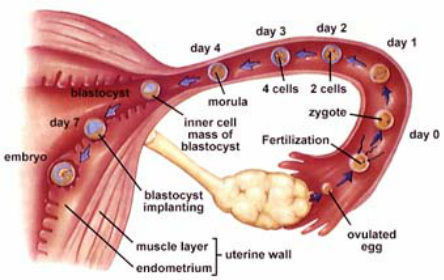 day 2
day 3
day 1
day 4
blastocyst
4 cells
2 cells
morula
zygote
day 7
inner cell
mass of
blastocyst
day 0
Fertilization
embryo
blastocyst
implanting
ovulated
egg
muscle layer
uterine wall
endometrium